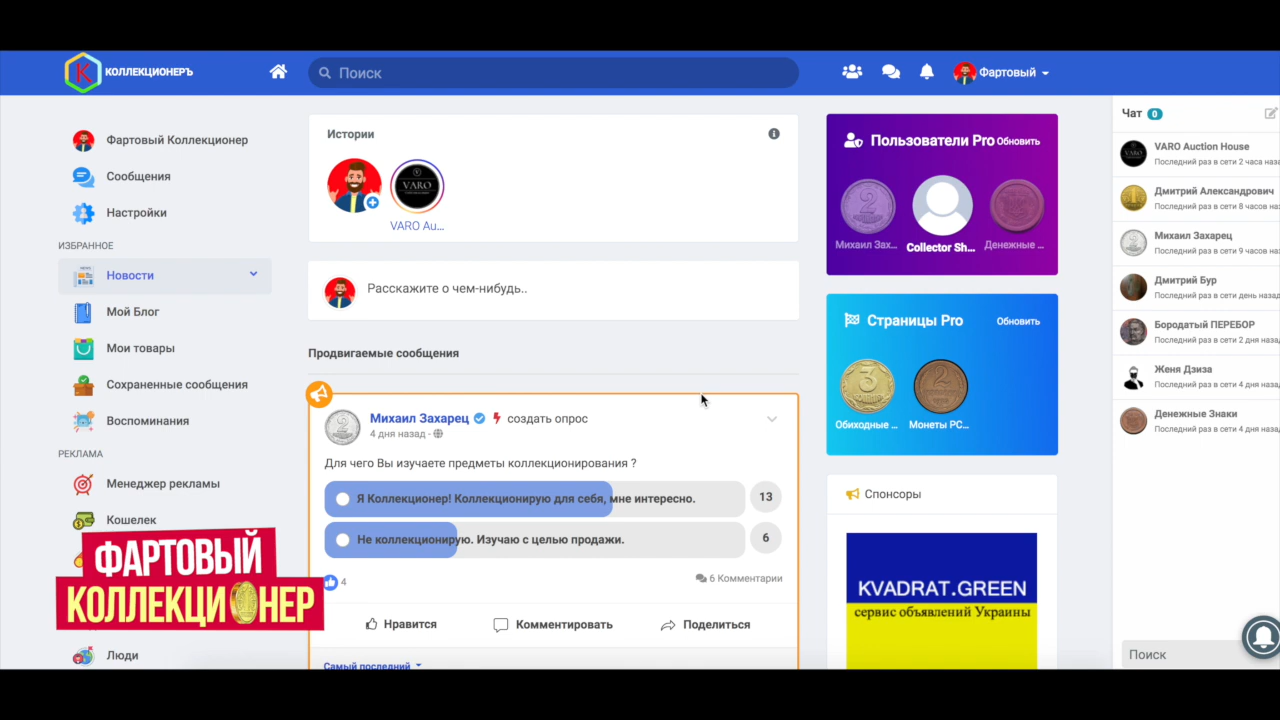 КОЛЛЕКЦИОНЕРЪ
Поиск
Фартовый
Фартовый Коллекционер
Сообщения
Настройки
ИЗБРАННОЕ
Новости
Мой Блог
Мои товары
Сохраненные сообщения
Воспоминания
РЕКЛАМА
Менеджер рекламы
Кошелек
ФАРТОВЫЙ
КОЛЛЕКЦИОНЕР
Люди
Истории
VARO
VARO Au...
Расскажите о чем-нибудь..
Продвигаемые сообщения
Михаил Захарец создать опрос
4 дня назад -
Для чего Вы изучаете предметы коллекционирования ?
Я Коллекционер! Коллекционирую для себя, мне интересно.
13
Не коллекционирую. Изучаю с целью продажи.
6
4
6 Комментарии
Нравится
Комментировать
Поделиться
Самый последний
Пользователи Pro Обновить
Михаил Зах...
Collector Sh...
Денежные ...
Страницы Pro
Обновить
Обиходные ...
Монеты РС...
Спонсоры
KVADRAT.GREEN
сервис объявлений Украины
Чат 0
VARO Auction House
Последний раз в сети 2 часа наза
Дмитрий Александрович
Последний раз в сети 8 часов наз
Михаил Захарец
Последний раз в сети 9 часов наз
Дмитрий Бур
Последний раз в сети день назад
Бородатый ПЕРЕБОР
Последний раз в сети 2 дня назад
Женя Дзиза
Последний раз в сети 4 дня назад
Денежные Знаки
Последний раз в сети 4 дня назад
Поиск